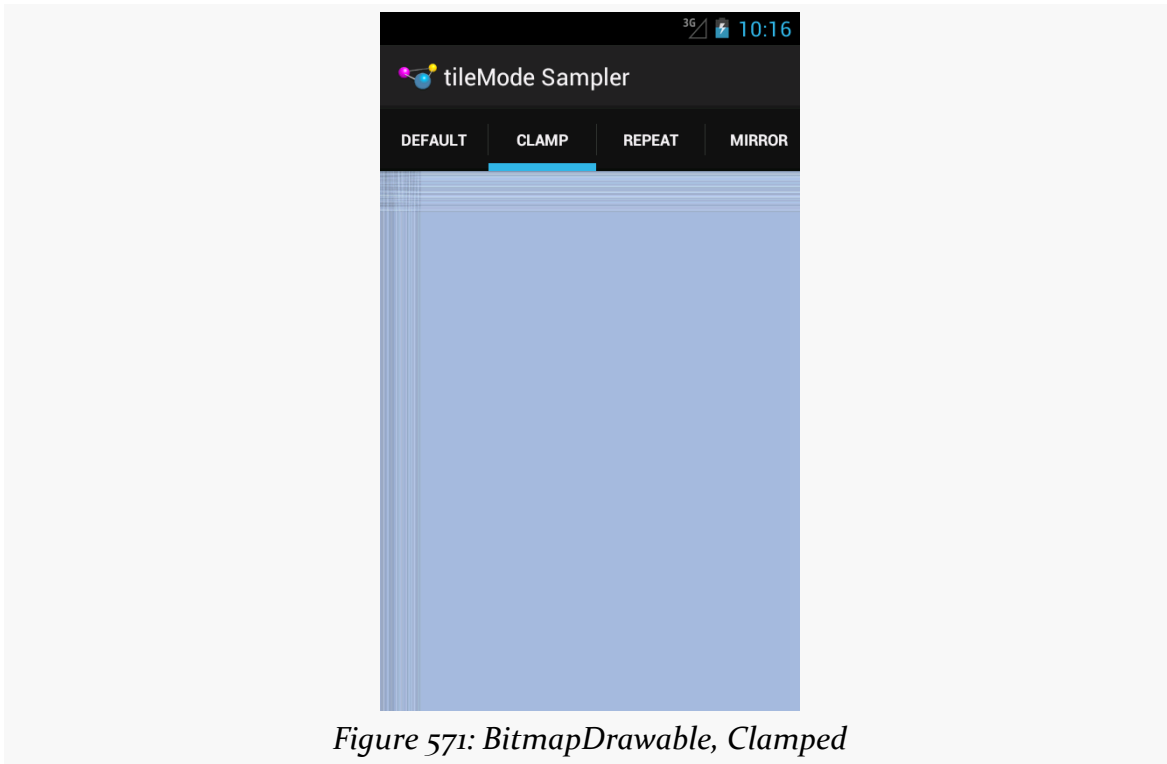 3G 10:16
tileMode Sampler
DEFAULT CLAMP REPEAT MIRROR
Figure 571: BitmapDrawable, Clamped